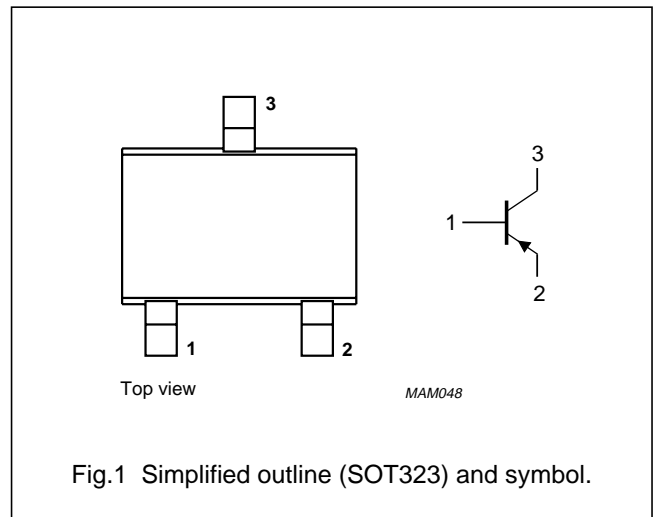 3
3
1
2
1
2
Top view
MAM048
Fig.1 Simplified outline (SOT323) and symbol.